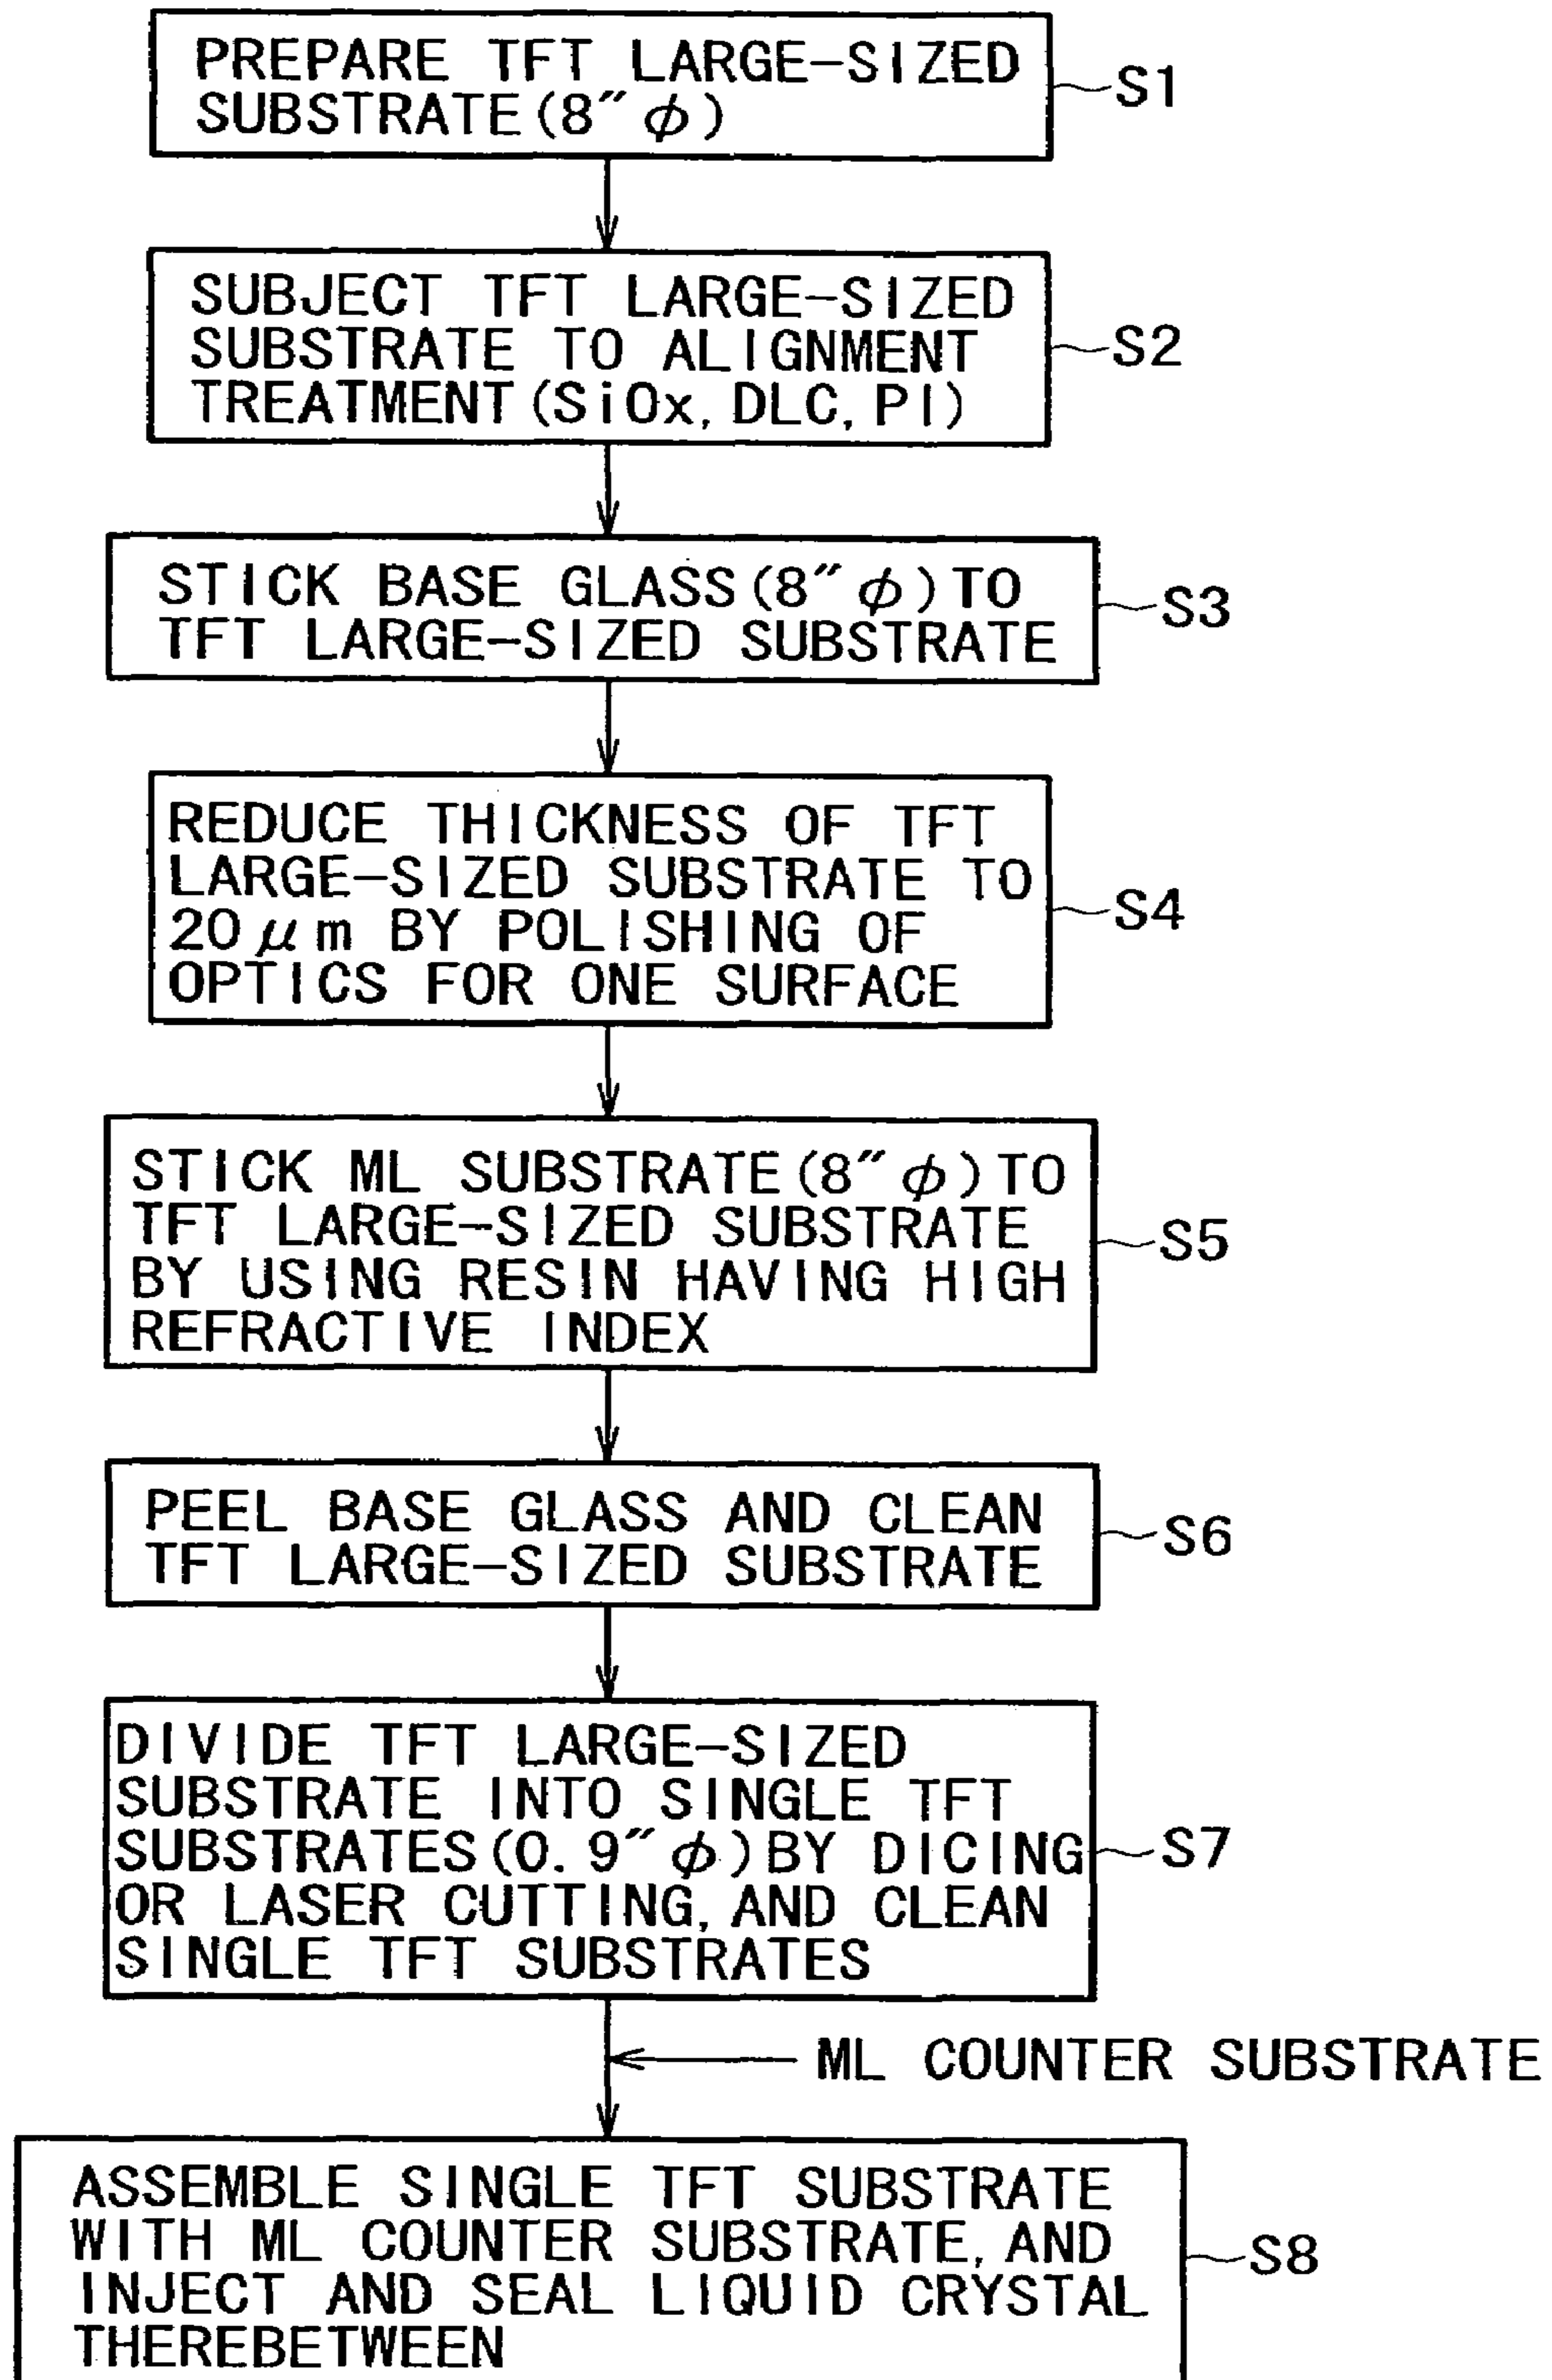 PREPARE TFT LARGE-SIZED
SUBSTRATE(8″φ)
S1
SUBJECT TFT LARGE-SIZED
SUBSTRATE TO ALIGNMENT
TREATMENT(SiOx, DLC, PI)
S2
STICK BASE GLASS(8″φ)TO
TFT LARGE-SIZED SUBSTRATE
S3
REDUCE THICKNESS OF TFT
LARGE-SIZED SUBSTRATE TO
20μm BY POLISHING OF
OPTICS FOR ONE SURFACE
S4
STICK ML SUBSTRATE(8″φ)TO
TFT LARGE-SIZED SUBSTRATE
BY USING RESIN HAVING HIGH
REFRACTIVE INDEX
S5
PEEL BASE GLASS AND CLEAN
TFT LARGE-SIZED SUBSTRATE
S6
DIVIDE TFT LARGE-SIZED
SUBSTRATE INTO SINGLE TFT
SUBSTRATES(0.9″φ)BY DICING
OR LASER CUTTING, AND CLEAN
SINGLE TFT SUBSTRATES
S7
ML COUNTER SUBSTRATE
ASSEMBLE SINGLE TFT SUBSTRATE
WITH ML COUNTER SUBSTRATE, AND
INJECT AND SEAL LIQUID CRYSTAL
THEREBETWEEN
S8